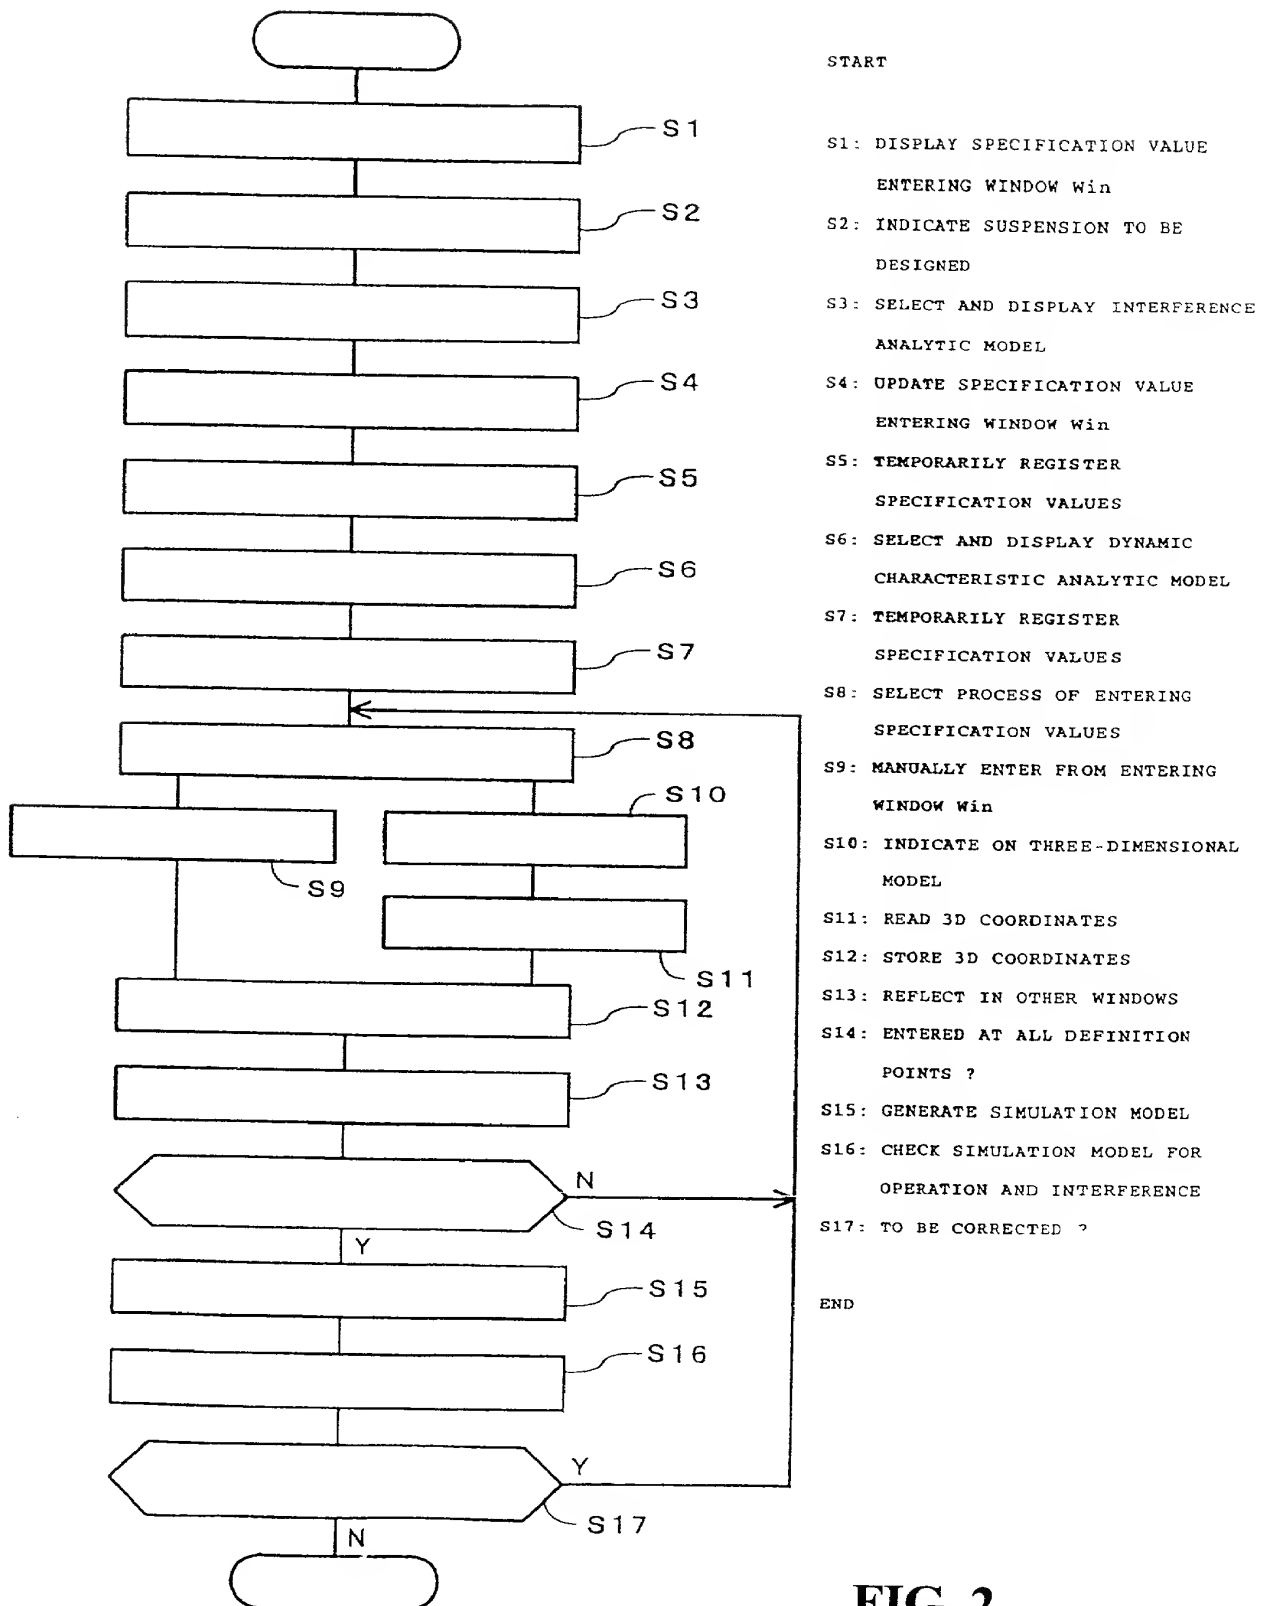 S1
S2
S3
S4
S5
S6
S7
S8
S10
S9
S11
S12
S13
N
S14
Y
S15
S16
Y
S17
N
START
S1: DISPLAY SPECIFICATION VALUE
ENTERING WINDOW Win
S2: INDICATE SUSPENSION TO BE
DESIGNED
S3: SELECT AND DISPLAY INTERFERENCE
ANALYTIC MODEL
S4: UPDATE SPECIFICATION VALUE
ENTERING WINDOW Win
S5: TEMPORARILY REGISTER
SPECIFICATION VALUES
S6: SELECT AND DISPLAY DYNAMIC
CHARACTERISTIC ANALYTIC MODEL
S7: TEMPORARILY REGISTER
SPECIFICATION VALUES
S8: SELECT PROCESS OF ENTERING
SPECIFICATION VALUES
S9: MANUALLY ENTER FROM ENTERING
WINDOW Win
S10: INDICATE ON THREE-DIMENSIONAL
MODEL
S11: READ 3D COORDINATES
S12: STORE 3D COORDINATES
S13: REFLECT IN OTHER WINDOWS
S14: ENTERED AT ALL DEFINITION
POINTS ?
S15: GENERATE SIMULATION MODEL
S16: CHECK SIMULATION MODEL FOR
OPERATION AND INTERFERENCE
S17: TO BE CORRECTED ?
END
FIG. 2